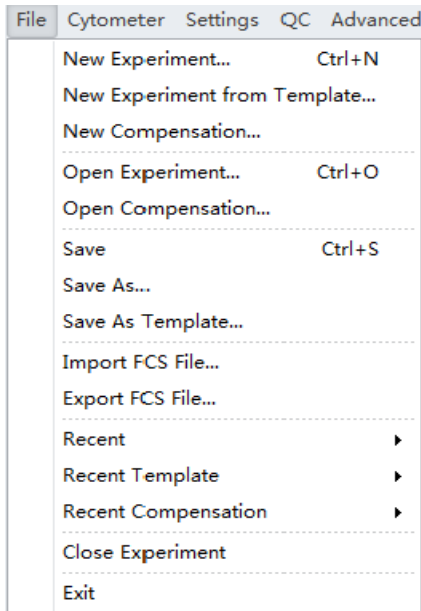 File Cytometer Settings QC Advanced
New Experiment... Ctrl+N
New Experiment from Template...
New Compensation...
Open Experiment... Ctrl+O
Open Compensation...
Save Ctrl+S
Save As...
Save As Template...
Import FCS File...
Export FCS File...
Recent
Recent Template
Recent Compensation
Close Experiment
Exit